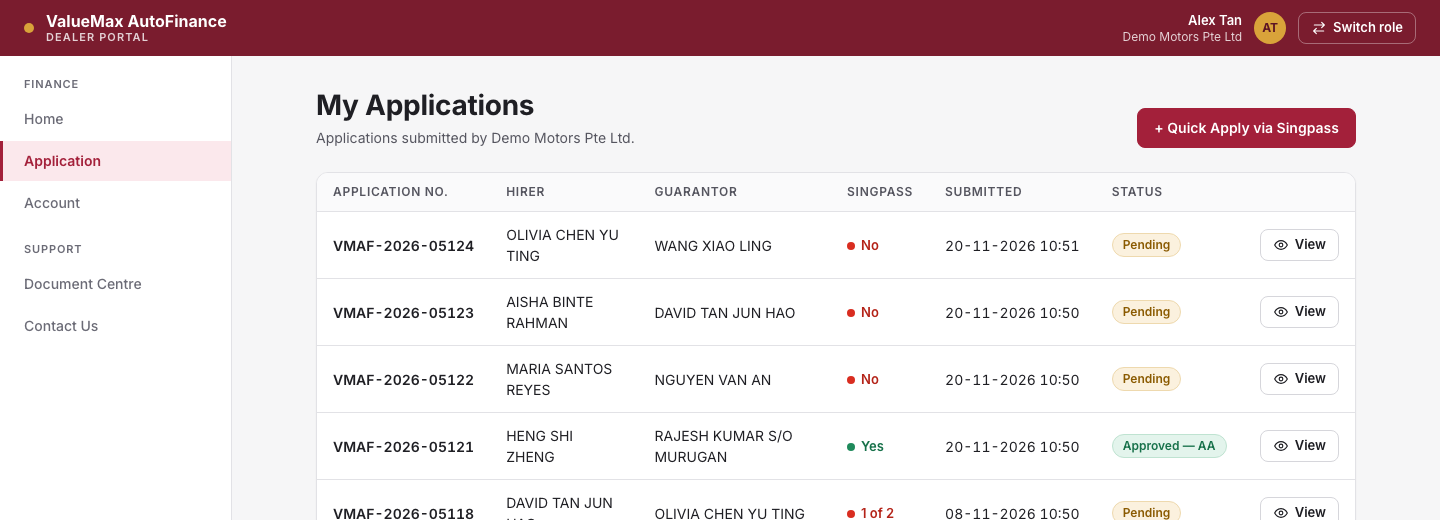 ValueMax AutoFinance
DEALER PORTAL
Alex Tan
Demo Motors Pte Ltd
AT
Switch role
FINANCE
Home
Application
Account
SUPPORT
Document Centre
Contact Us
My Applications
Applications submitted by Demo Motors Pte Ltd.
+ Quick Apply via Singpass
APPLICATION NO. HIRER GUARANTOR SINGPASS SUBMITTED STATUS
VMAF-2026-05124 OLIVIA CHEN YU WANG XIAO LING No 20-11-2026 10:51 Pending View
TING
VMAF-2026-05123 AISHA BINTE DAVID TAN JUN HAO No 20-11-2026 10:50 Pending View
RAHMAN
VMAF-2026-05122 MARIA SANTOS NGUYEN VAN AN No 20-11-2026 10:50 Pending View
REYES
VMAF-2026-05121 HENG SHI RAJESH KUMAR S/O Yes 20-11-2026 10:50 Approved — AA View
ZHENG MURUGAN
VMAF-2026-05118 DAVID TAN JUN OLIVIA CHEN YU TING 1 of 2 08-11-2026 10:50 Pending View